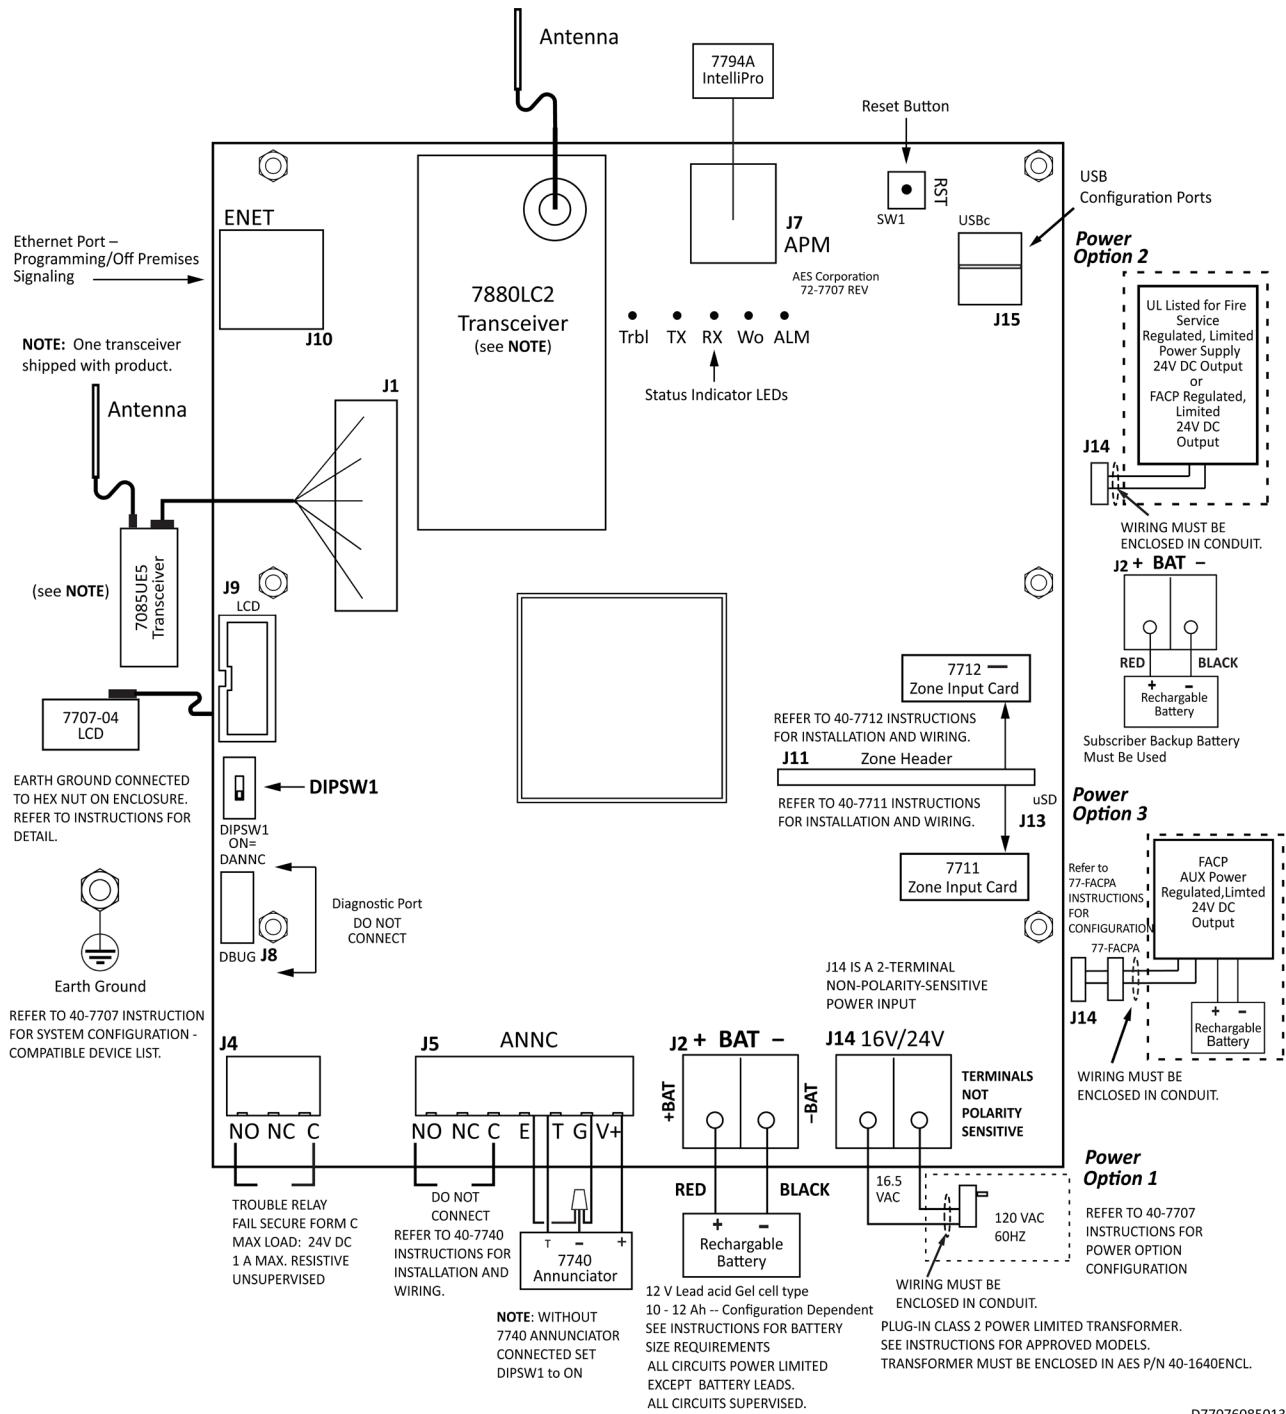 Antenna
7794A
IntelliPro
Reset Button
RST
SW1
USB
Configuration Ports
USBc
J15
ENET
J10
Ethernet Port –
Programming/Off Premises
Signaling
NOTE: One transceiver
shipped with product.
Antenna
J1
7880LC2
Transceiver
(see NOTE)
J7
APM
AES Corporation
72-7707 REV
Trbl TX RX Wo ALM
Status Indicator LEDs
Power
Option 2
UL Listed for Fire
Service
Regulated, Limited
Power Supply
24V DC Output
or
FACP Regulated,
Limited
24V DC
Output
J14
WIRING MUST BE
ENCLOSED IN CONDUIT.
J2 + BAT –
RED BLACK
+ –
Rechargable
Battery
Subscriber Backup Battery
Must Be Used
(see NOTE)
7085UE5
Transceiver
J9
LCD
7707-04
LCD
7712 —
Zone Input Card
REFER TO 40-7712 INSTRUCTIONS
FOR INSTALLATION AND WIRING.
J11 Zone Header
REFER TO 40-7711 INSTRUCTIONS
FOR INSTALLATION AND WIRING.
uSD
J13
7711
Zone Input Card
EARTH GROUND CONNECTED
TO HEX NUT ON ENCLOSURE.
REFER TO INSTRUCTIONS FOR
DETAIL.
DIPSW1
DIPSW1
ON=
DANNC
Diagnostic Port
DO NOT
CONNECT
DBUG J8
Earth Ground
REFER TO 40-7707 INSTRUCTION
FOR SYSTEM CONFIGURATION -
COMPATIBLE DEVICE LIST.
Power
Option 3
Refer to
77-FACPA
INSTRUCTIONS
FOR
CONFIGURATION
77-FACPA
FACP
AUX Power
Regulated,Limted
24V DC
Output
J14
+ –
Rechargable
Battery
WIRING MUST BE
ENCLOSED IN CONDUIT.
J14 IS A 2-TERMINAL
NON-POLARITY-SENSITIVE
POWER INPUT
J4
NO NC C
TROUBLE RELAY
FAIL SECURE FORM C
MAX LOAD: 24V DC
1 A MAX. RESISTIVE
UNSUPERVISED
J5 ANNC
NO NC C E T G V+
DO NOT
CONNECT
REFER TO 40-7740
INSTRUCTIONS FOR
INSTALLATION AND
WIRING.
T – +
7740
Annunciator
NOTE: WITHOUT
7740 ANNUNCIATOR
CONNECTED SET
DIPSW1 to ON
J2 + BAT –
+BAT
–BAT
RED BLACK
+ –
Rechargable
Battery
12 V Lead acid Gel cell type
10 - 12 Ah -- Configuration Dependent
SEE INSTRUCTIONS FOR BATTERY
SIZE REQUIREMENTS
ALL CIRCUITS POWER LIMITED
EXCEPT BATTERY LEADS.
ALL CIRCUITS SUPERVISED.
J14 16V/24V
TERMINALS
NOT
POLARITY
SENSITIVE
16.5
VAC
120 VAC
60HZ
Power
Option 1
REFER TO 40-7707
INSTRUCTIONS FOR
POWER OPTION
CONFIGURATION
WIRING MUST BE
ENCLOSED IN CONDUIT.
PLUG-IN CLASS 2 POWER LIMITED TRANSFORMER.
SEE INSTRUCTIONS FOR APPROVED MODELS.
TRANSFORMER MUST BE ENCLOSED IN AES P/N 40-1640ENCL.